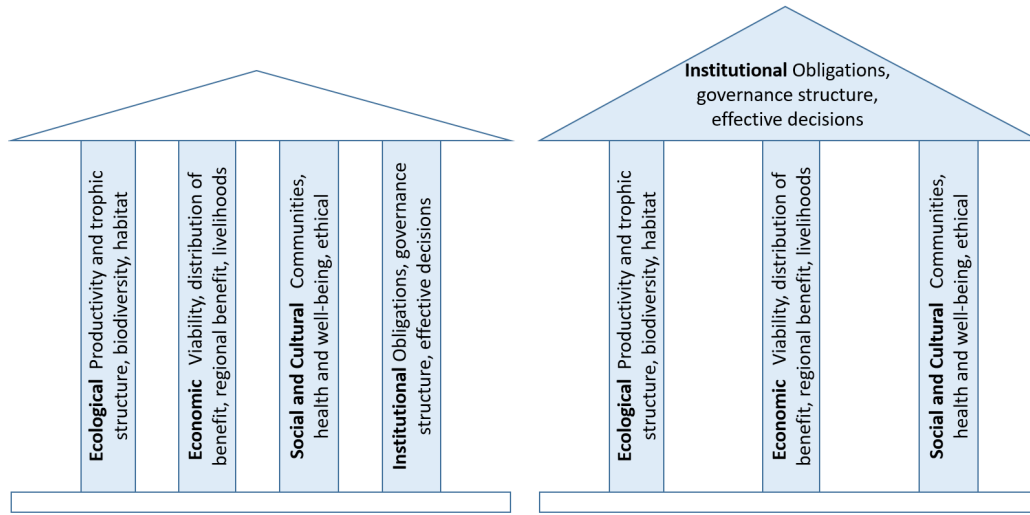 Ecological Productivity and trophic
structure, biodiversity, habitat
Economic Viability, distribution of
benefit, regional benefit, livelihoods
Social and Cultural Communities,
health and well-being, ethical
Institutional Obligations, governance
structure, effective decisions
Institutional Obligations,
governance structure,
effective decisions
Ecological Productivity and trophic
structure, biodiversity, habitat
Economic Viability, distribution of
benefit, regional benefit, livelihoods
Social and Cultural Communities,
health and well-being, ethical